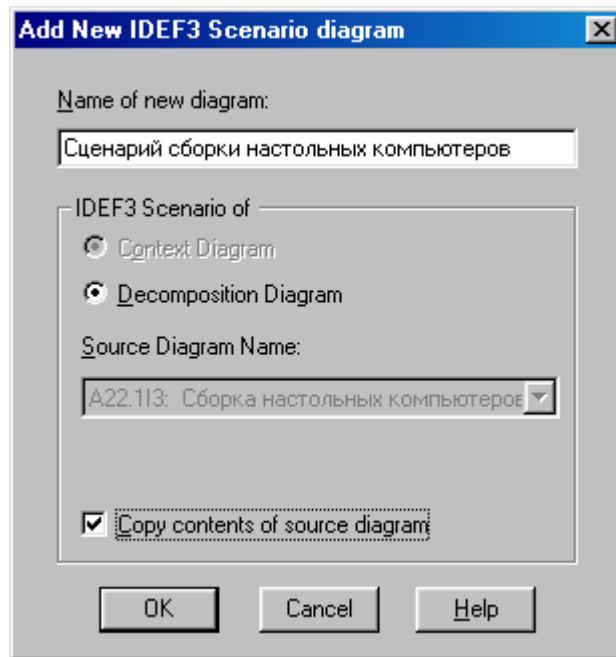 Add New IDEF3 Scenario diagram
Name of new diagram:
Сценарий сборки настольных компьютеров
IDEF3 Scenario of
Context Diagram
Decomposition Diagram
Source Diagram Name:
A22.1I3: Сборка настольных компьютеров
Copy contents of source diagram
OK Cancel Help